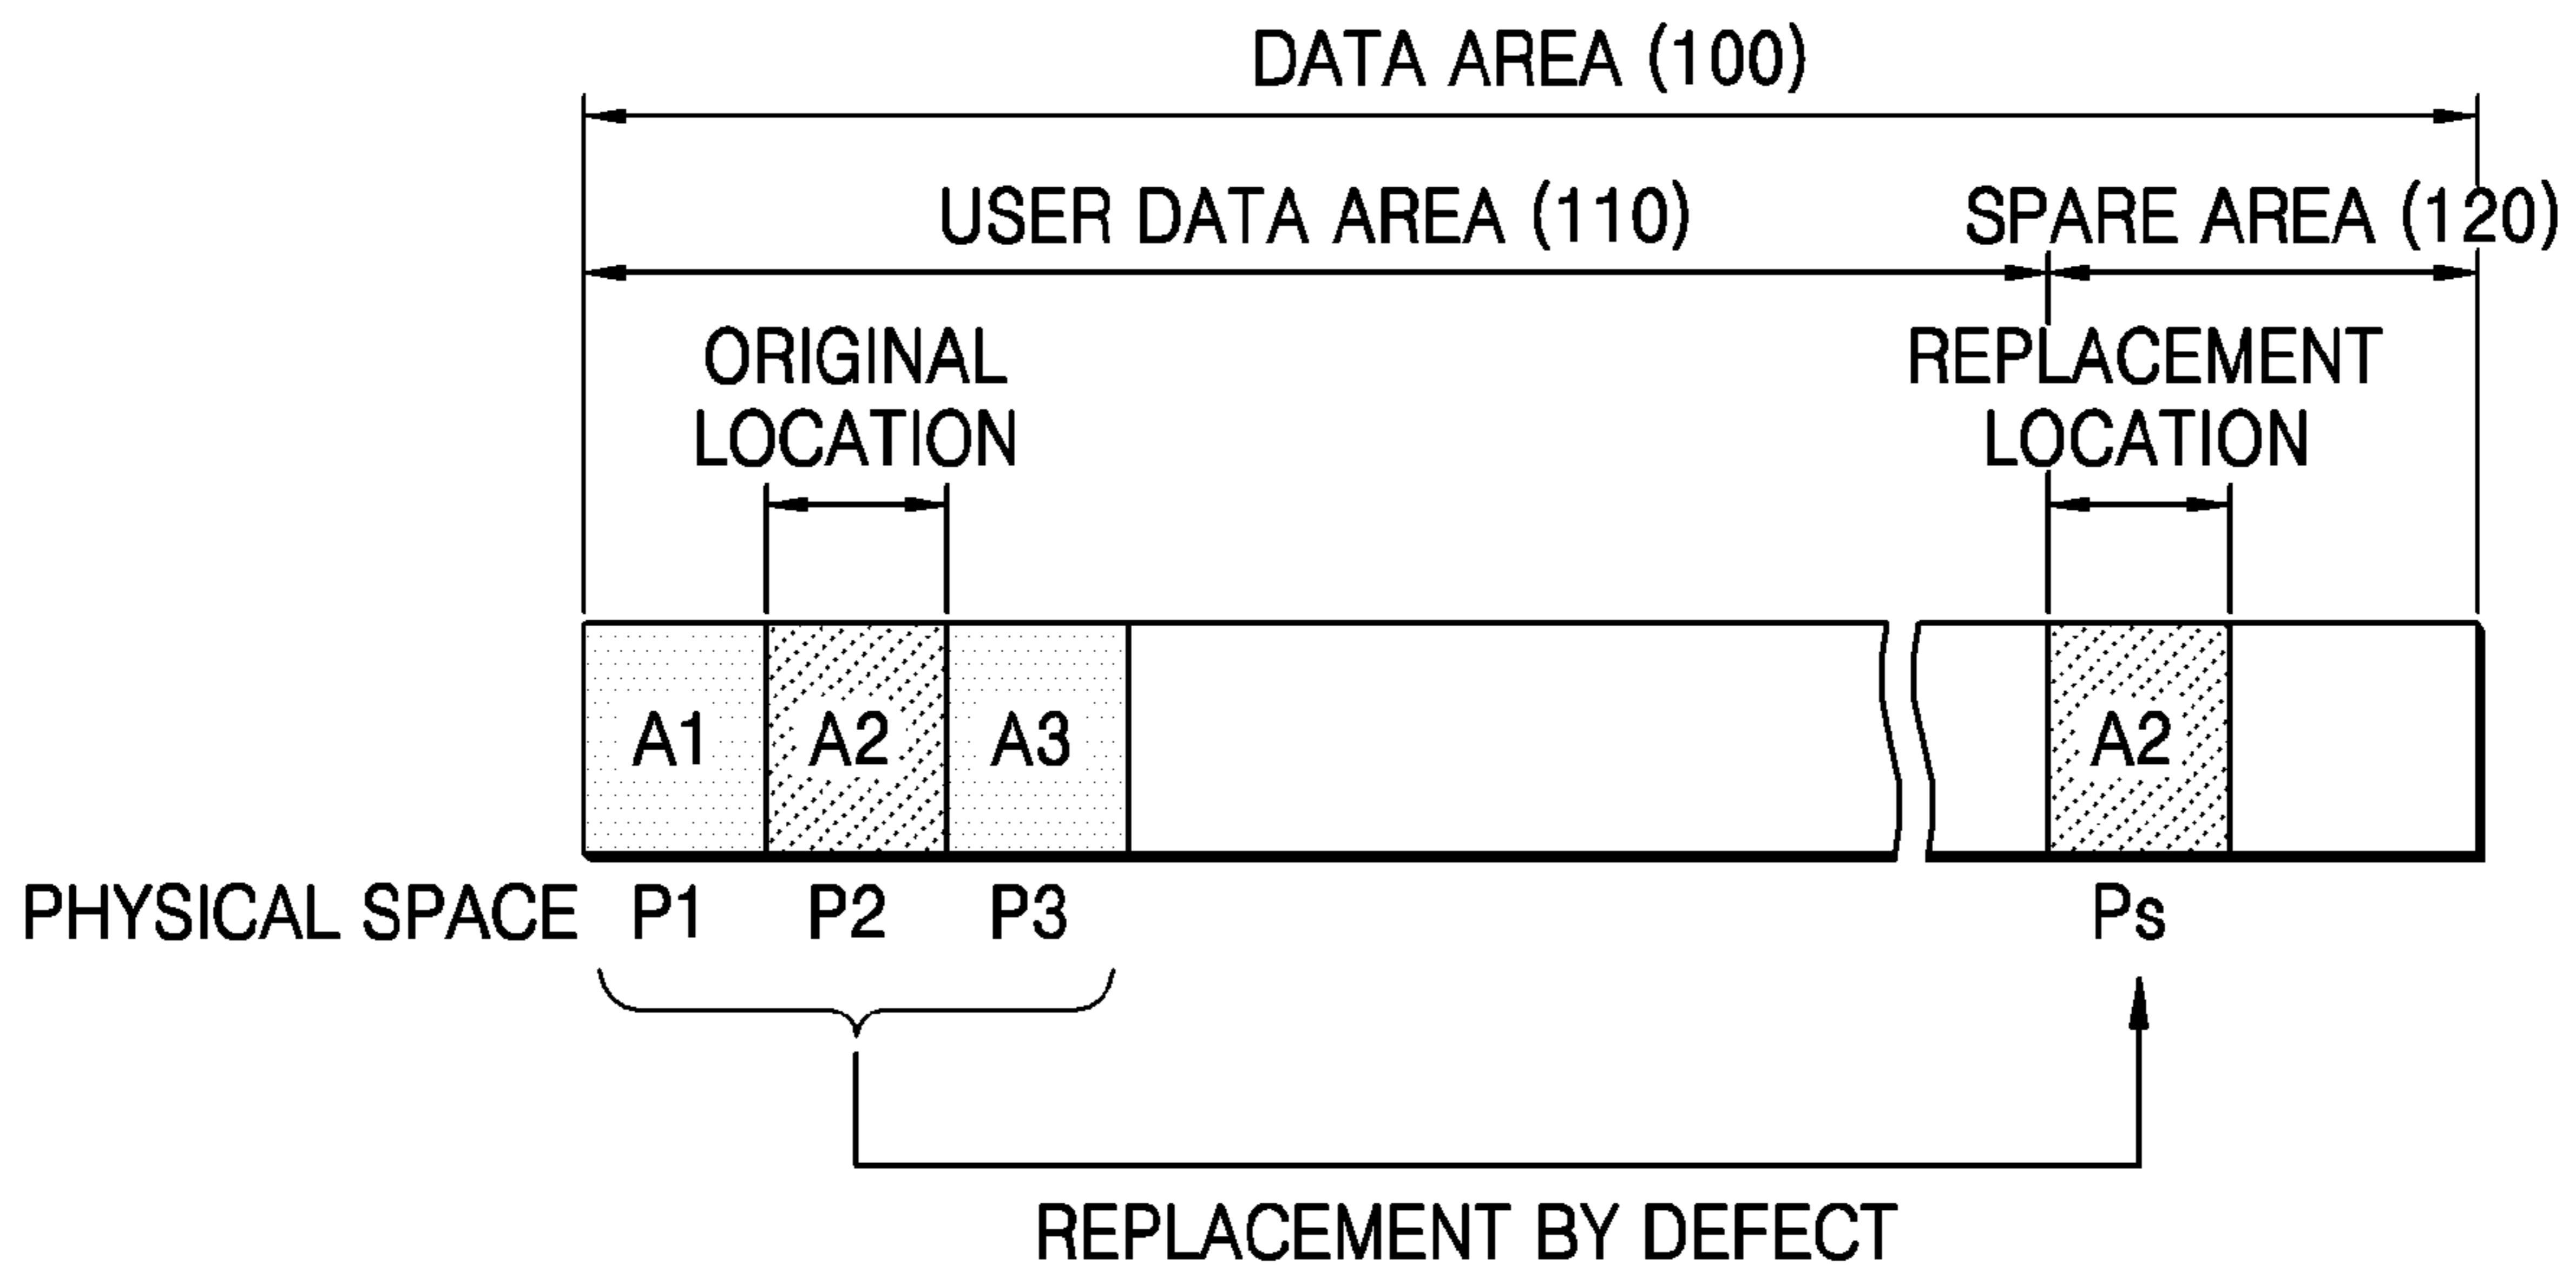 DATA AREA (100)
USER DATA AREA (110) SPARE AREA (120)
ORIGINAL LOCATION
REPLACEMENT LOCATION
A1 A2 A3 A2
PHYSICAL SPACE P1 P2 P3 Ps
REPLACEMENT BY DEFECT